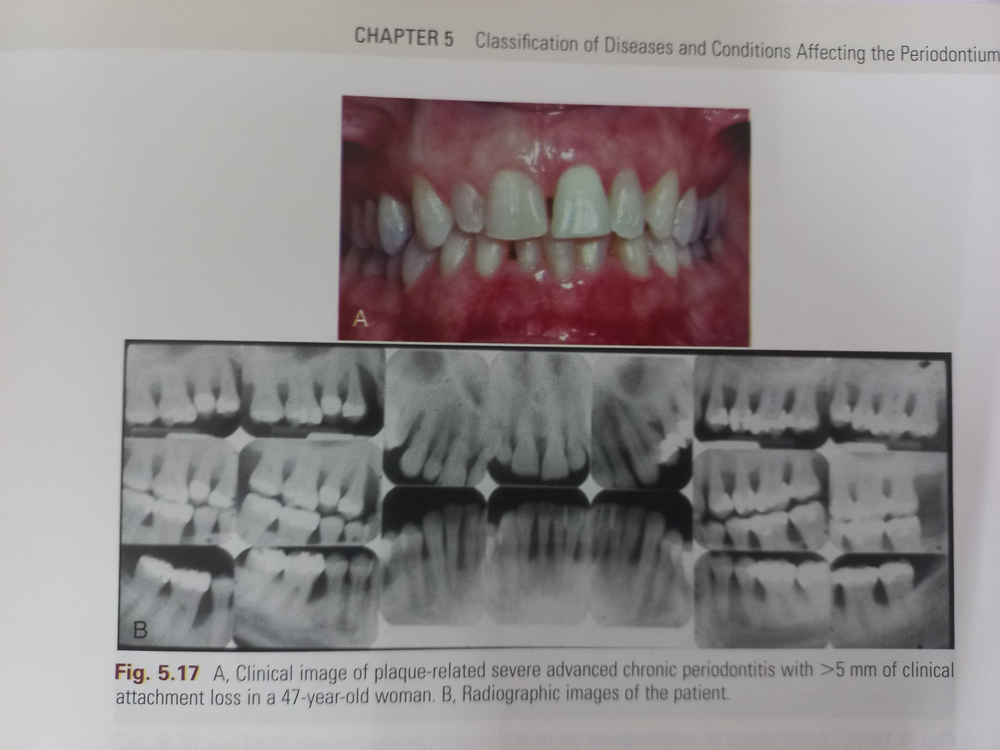 CHAPTER 5 Classification of Diseases and Conditions Affecting the Periodontium
A
B
Fig. 5.17 A, Clinical image of plaque-related severe advanced chronic periodontitis with >5 mm of clinical
attachment loss in a 47-year-old woman. B, Radiographic images of the patient.